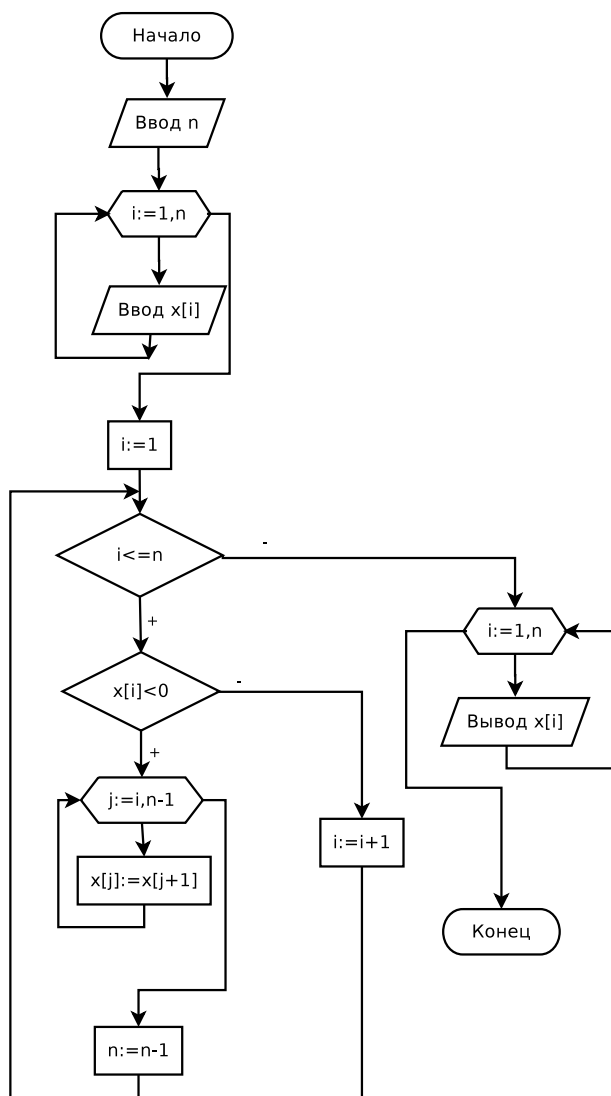 Начало
Ввод n
i:=1,n
Ввод x[i]
i:=1
i<=n
-
+
i:=1,n
x[i]<0
-
+
Вывод x[i]
j:=i,n-1
i:=i+1
x[j]:=x[j+1]
Конец
n:=n-1